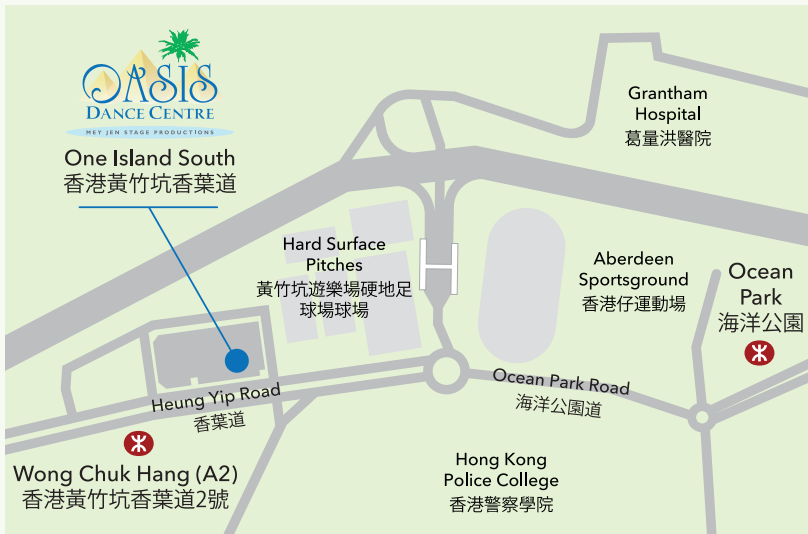 OASIS
DANCE CENTRE
MEY JEN STAGE PRODUCTIONS
One Island South
香港黃竹坑香葉道
Grantham
Hospital
葛量洪醫院
Hard Surface
Pitches
黃竹坑遊樂場硬地足
球場球場
Aberdeen
Sportsground
香港仔運動場
Ocean
Park
海洋公園
Heung Yip Road
香葉道
Ocean Park Road
海洋公園道
Wong Chuk Hang (A2)
香港黃竹坑香葉道2號
Hong Kong
Police College
香港警察學院